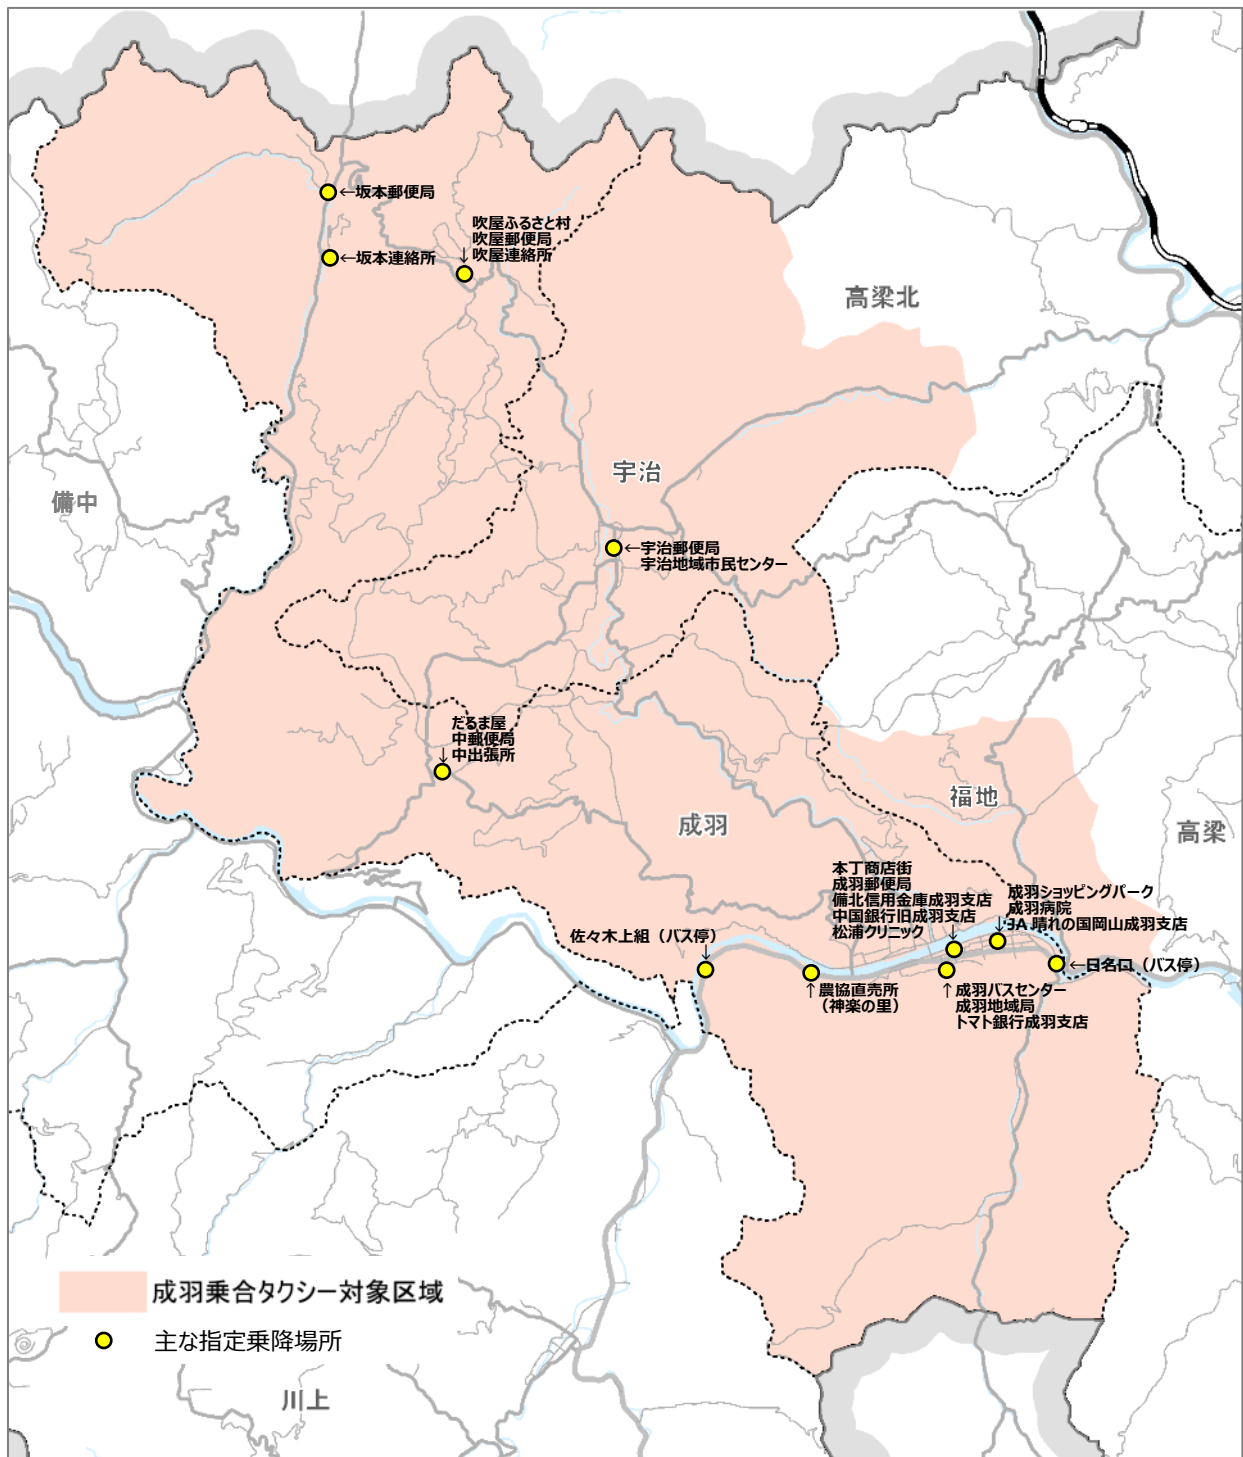 ←坂本郵便局
吹屋ふるさと村
吹屋郵便局
吹屋連絡所
↓
←坂本連絡所
高梁北
宇治
備中
←宇治郵便局
宇治地域市民センター
だるま屋
中郵便局
中出張所
↓
福地
成羽
高梁
本丁商店街
成羽郵便局
備北信用金庫成羽支店
中国銀行旧成羽支店
松浦クリニック
↓
成羽ショッピングパーク
成羽病院
JA 晴れの国岡山成羽支店
↓
佐々木上組（バス停）
↓
←日名口（バス停）
↑農協直売所
（神楽の里）
↑成羽バスセンター
成羽地域局
トマト銀行成羽支店
成羽乗合タクシー対象区域
主な指定乗降場所
川上